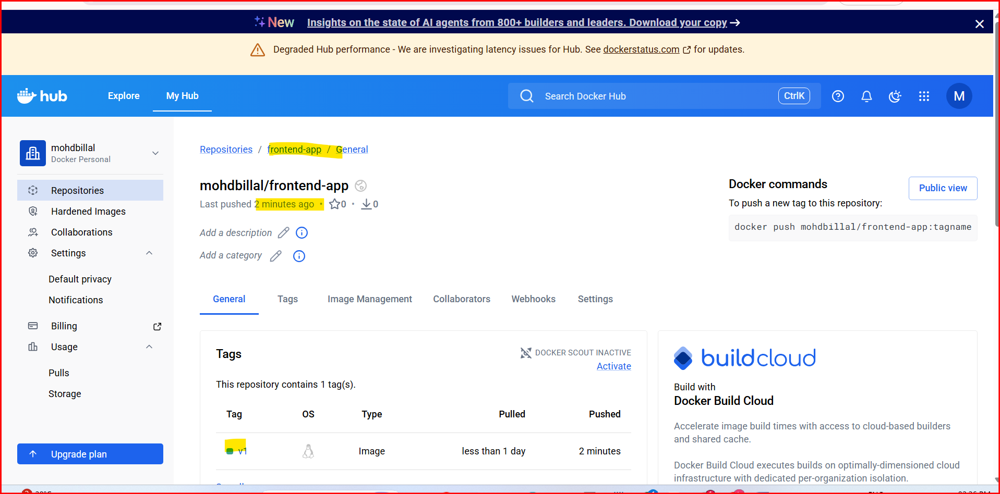 New Insights on the state of AI agents from 800+ builders and leaders. Download your copy
Degraded Hub performance - We are investigating latency issues for Hub. See dockerstatus.com for updates.
hub Explore My Hub Search Docker Hub CtrlK M
mohdbillal
Docker Personal
Repositories
Hardened Images
Collaborations
Settings
Default privacy
Notifications
Billing
Usage
Pulls
Storage
Upgrade plan
Repositories / frontend-app / General
mohdbillal/frontend-app
Last pushed 2 minutes ago • 0 • 0
Add a description
Add a category
Docker commands
Public view
To push a new tag to this repository:
docker push mohdbillal/frontend-app:tagname
General Tags Image Management Collaborators Webhooks Settings
Tags
DOCKER SCOUT INACTIVE
Activate
This repository contains 1 tag(s).
Tag OS Type Pulled Pushed
v1 Image less than 1 day 2 minutes
buildcloud
Build with
Docker Build Cloud
Accelerate image build times with access to cloud-based builders
and shared cache.
Docker Build Cloud executes builds on optimally-dimensioned cloud
infrastructure with dedicated per-organization isolation.